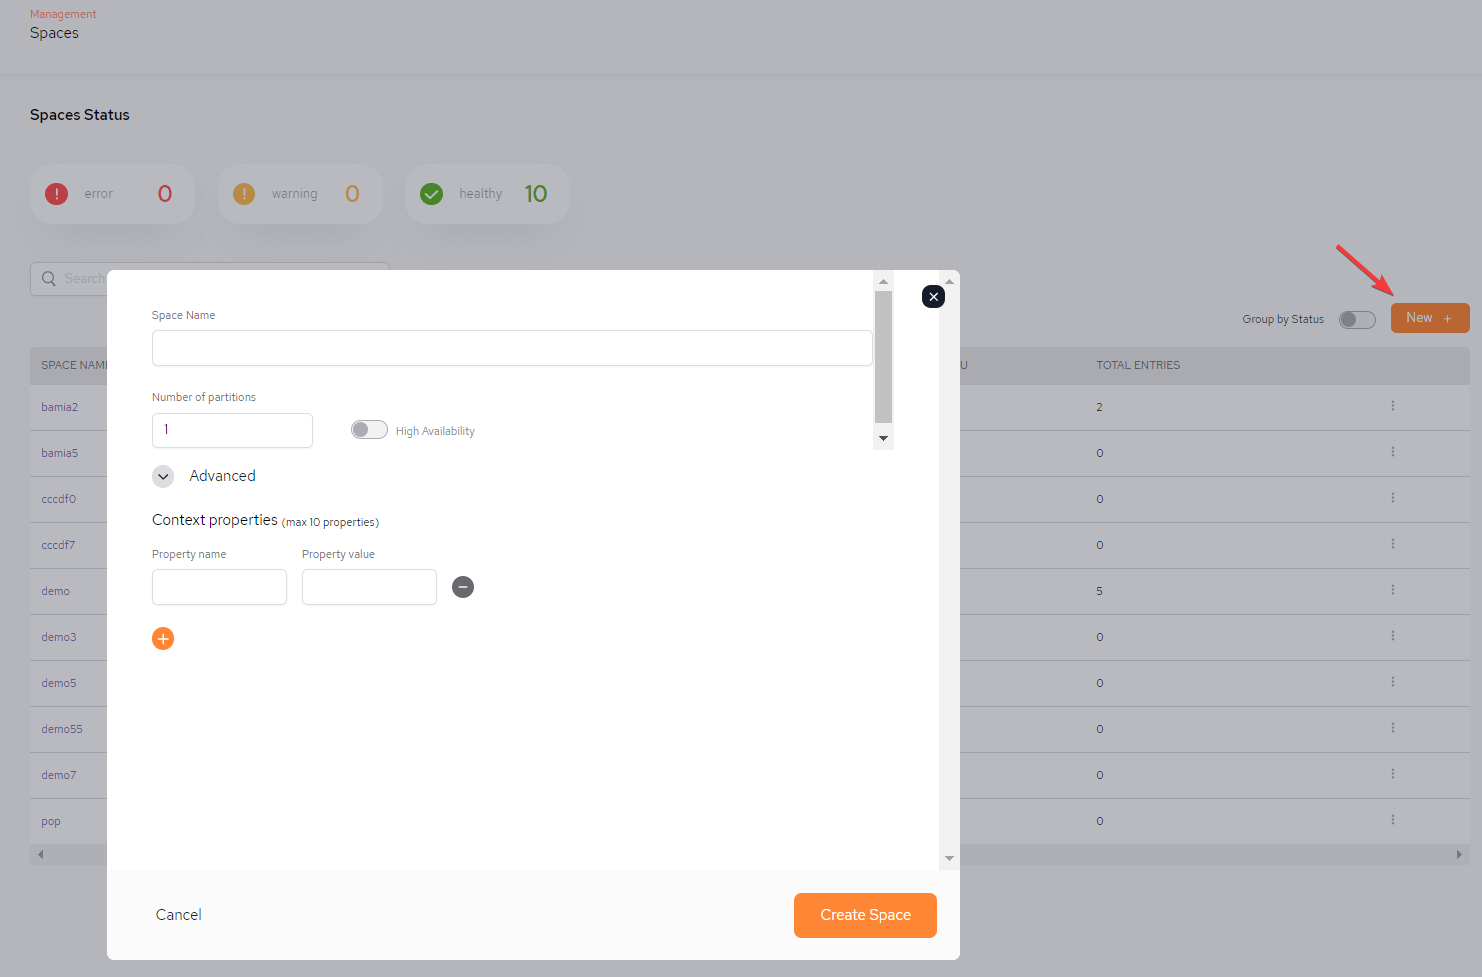 Management
Spaces
Spaces Status
error 0
warning 0
healthy 10
Search
Group by Status
New +
SPACE NAM
U
TOTAL ENTRIES
bamia2 2
bamia5 0
cccdf0 0
cccdf7 0
demo 5
demo3 0
demo5 0
demo55 0
demo7 0
pop 0
Space Name
Number of partitions
1
High Availability
Advanced
Context properties (max 10 properties)
Property name Property value
Cancel
Create Space